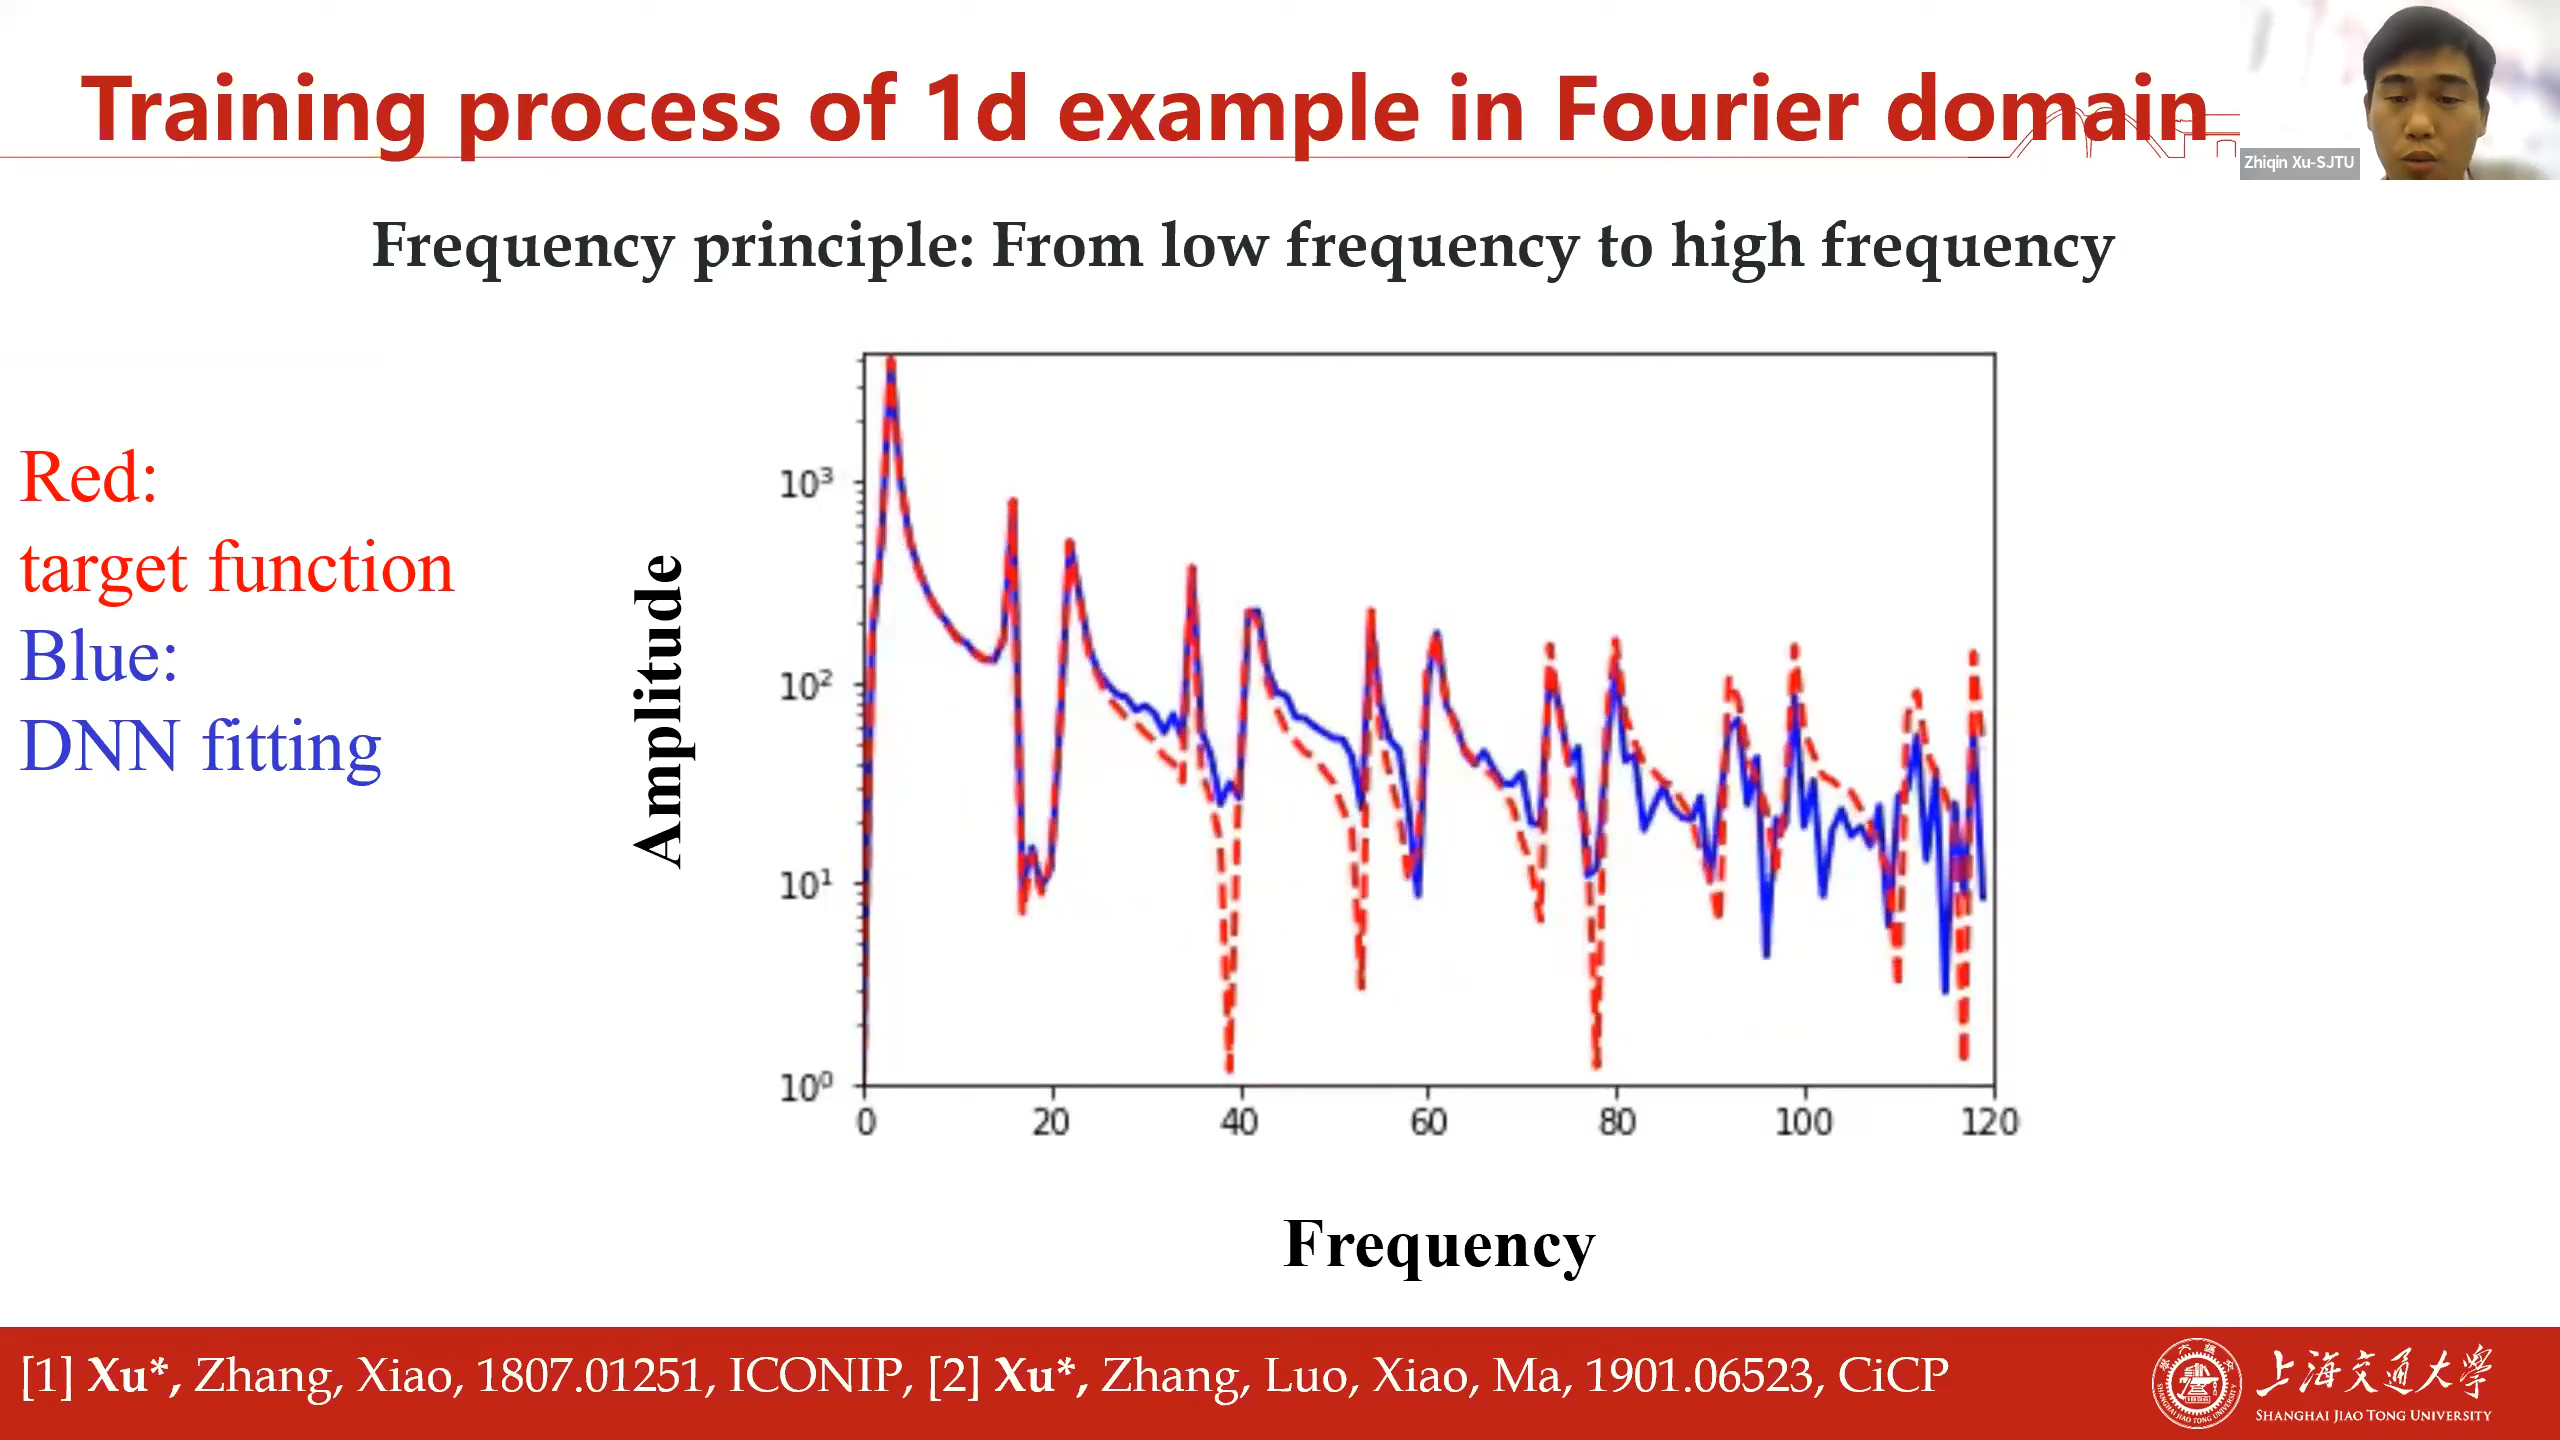 Training process of 1d example in Fourier domain
Zhiqin Xu-SJTU
Frequency principle: From low frequency to high frequency
Red:
target function
Blue:
DNN fitting
Amplitude
10³
10²
10¹
10⁰
0 20 40 60 80 100 120
Frequency
[1] Xu*, Zhang, Xiao, 1807.01251, ICONIP, [2] Xu*, Zhang, Luo, Xiao, Ma, 1901.06523, CiCP
上海交通大学
SHANGHAI JIAO TONG UNIVERSITY